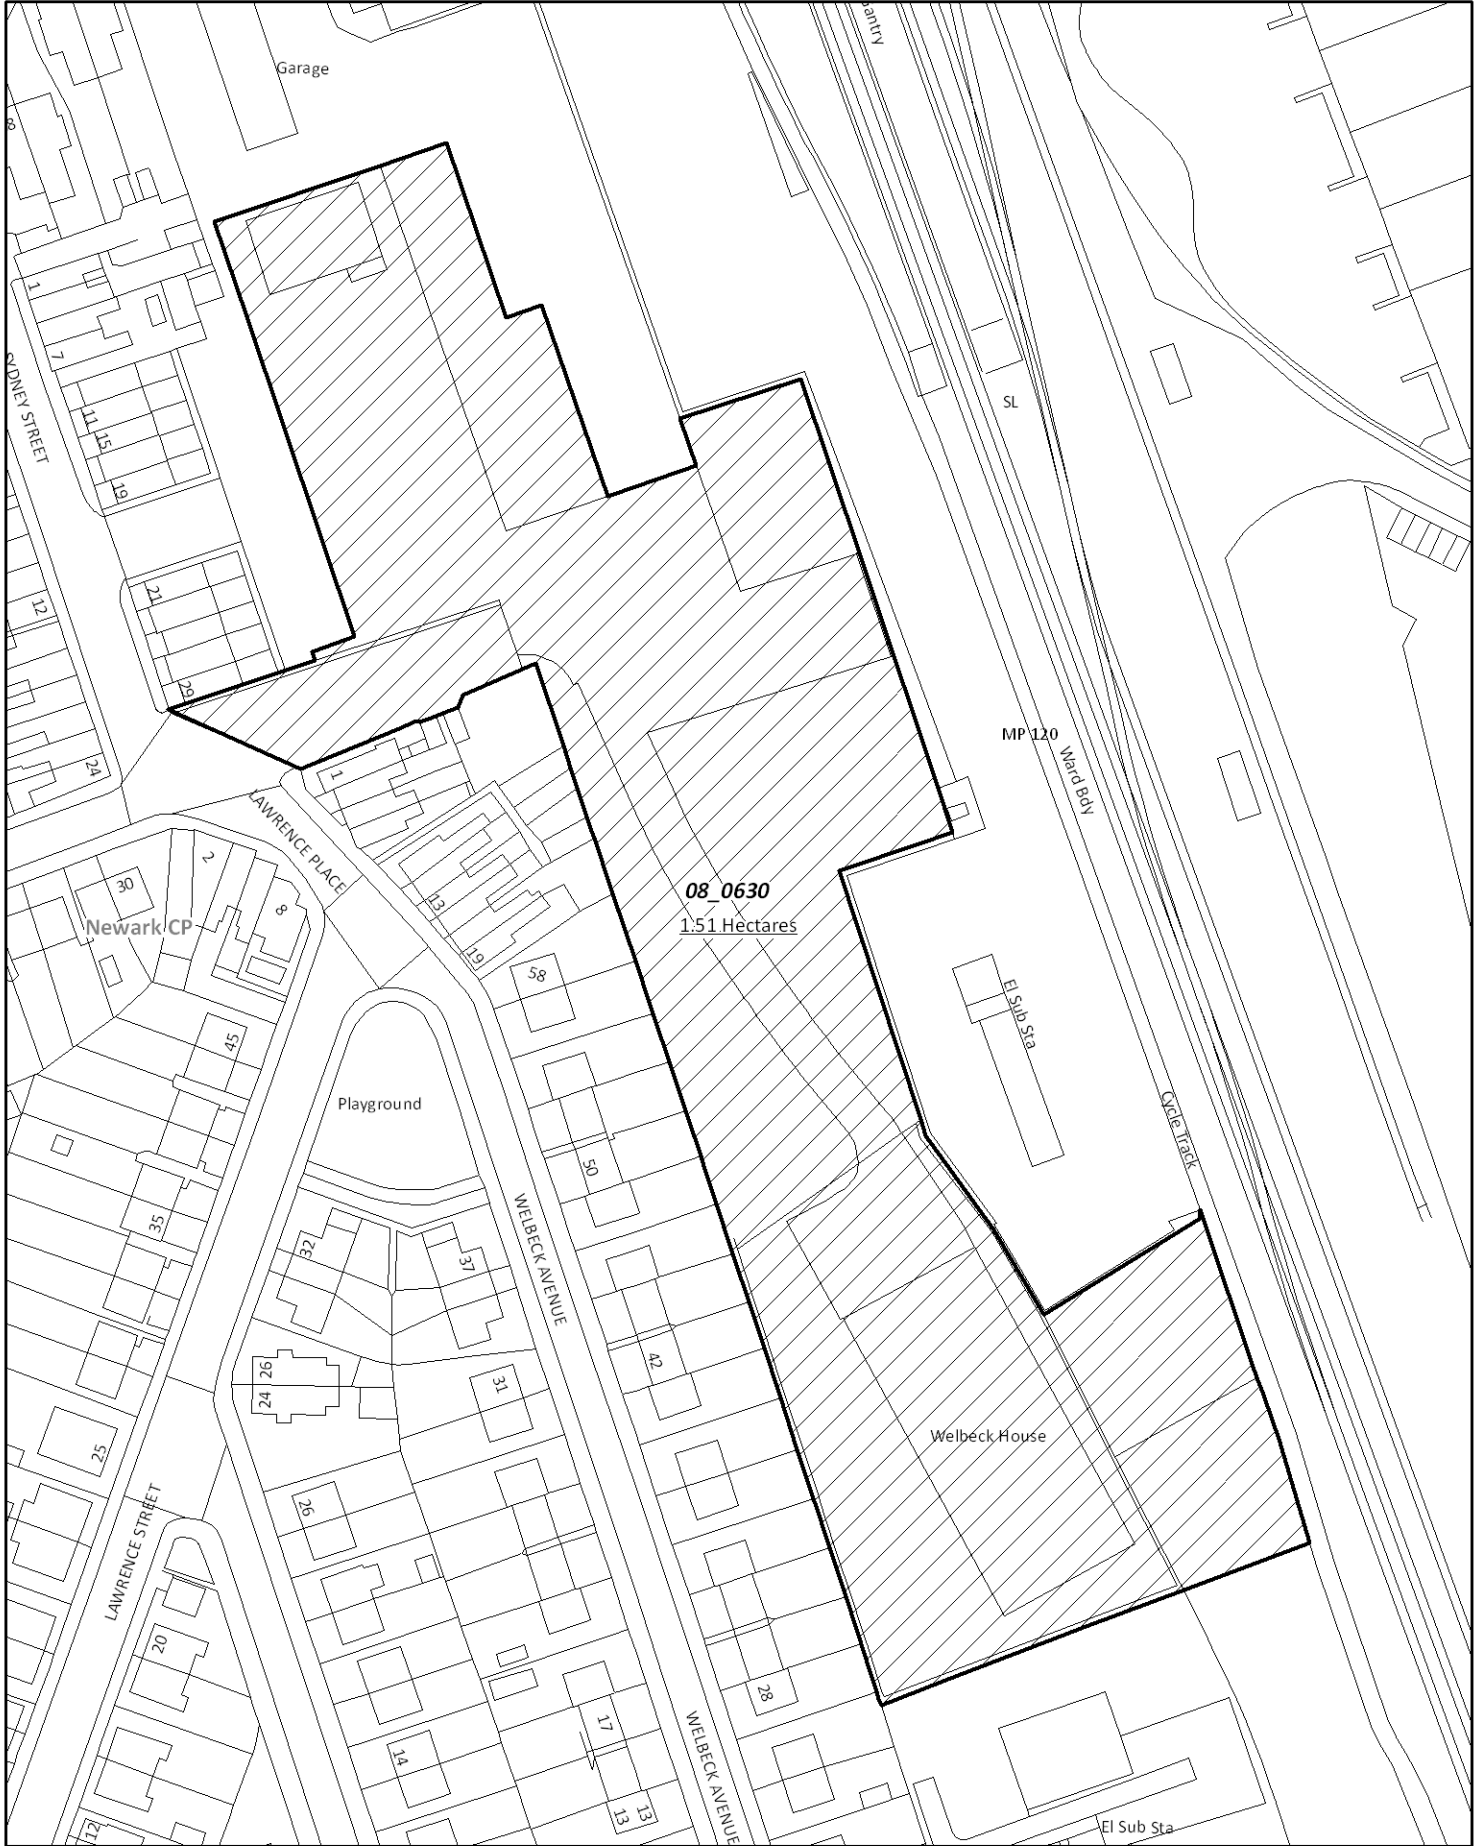 Garage
antry
8
1
7
SYDNEY STREET
11
15
19
SL
21
12
29
24
MP 120
Ward Bdy
1
LAWRENCE PLACE
2
30
8
Newark CP
08_0630
1.51 Hectares
13
19
58
El Sub Sta
45
Playground
Cycle Track
50
35
32
37
WELBECK AVENUE
42
26
24
31
Welbeck House
25
26
LAWRENCE STREET
20
28
17
14
WELBECK AVENUE
13
13
12
El Sub Sta